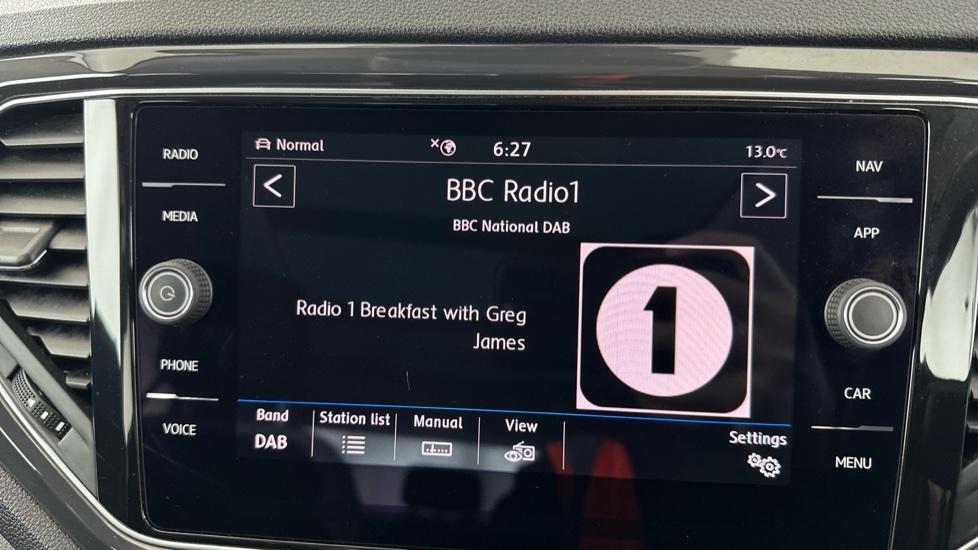 RADIO
MEDIA
PHONE
VOICE
Normal
6:27
13.0°C
BBC Radio1
BBC National DAB
Radio 1 Breakfast with Greg
James
1
Band
DAB
Station list
Manual
View
Settings
NAV
APP
CAR
MENU